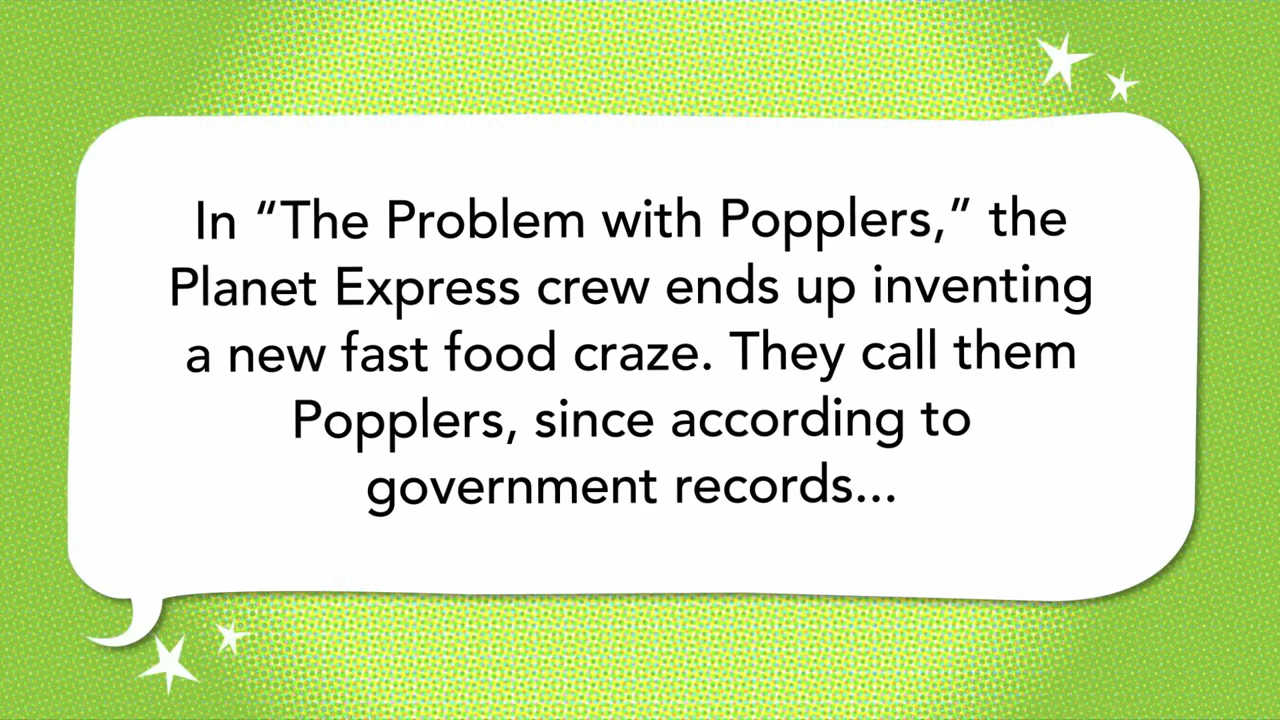 In “The Problem with Popplers,” the
Planet Express crew ends up inventing
a new fast food craze. They call them
Popplers, since according to
government records...